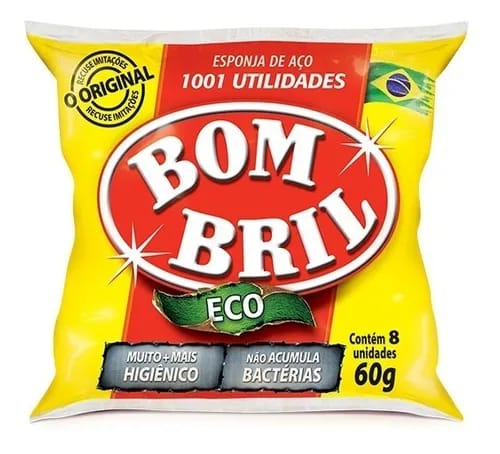 RECUSE IMITAÇÕES
O ORIGINAL
RECUSE IMITAÇÕES
ESPONJA DE AÇO
1001 UTILIDADES
BOM
BRIL
ECO
MUITO + MAIS
HIGIÊNICO
NÃO ACUMULA
BACTÉRIAS
Contém 8
unidades
60g